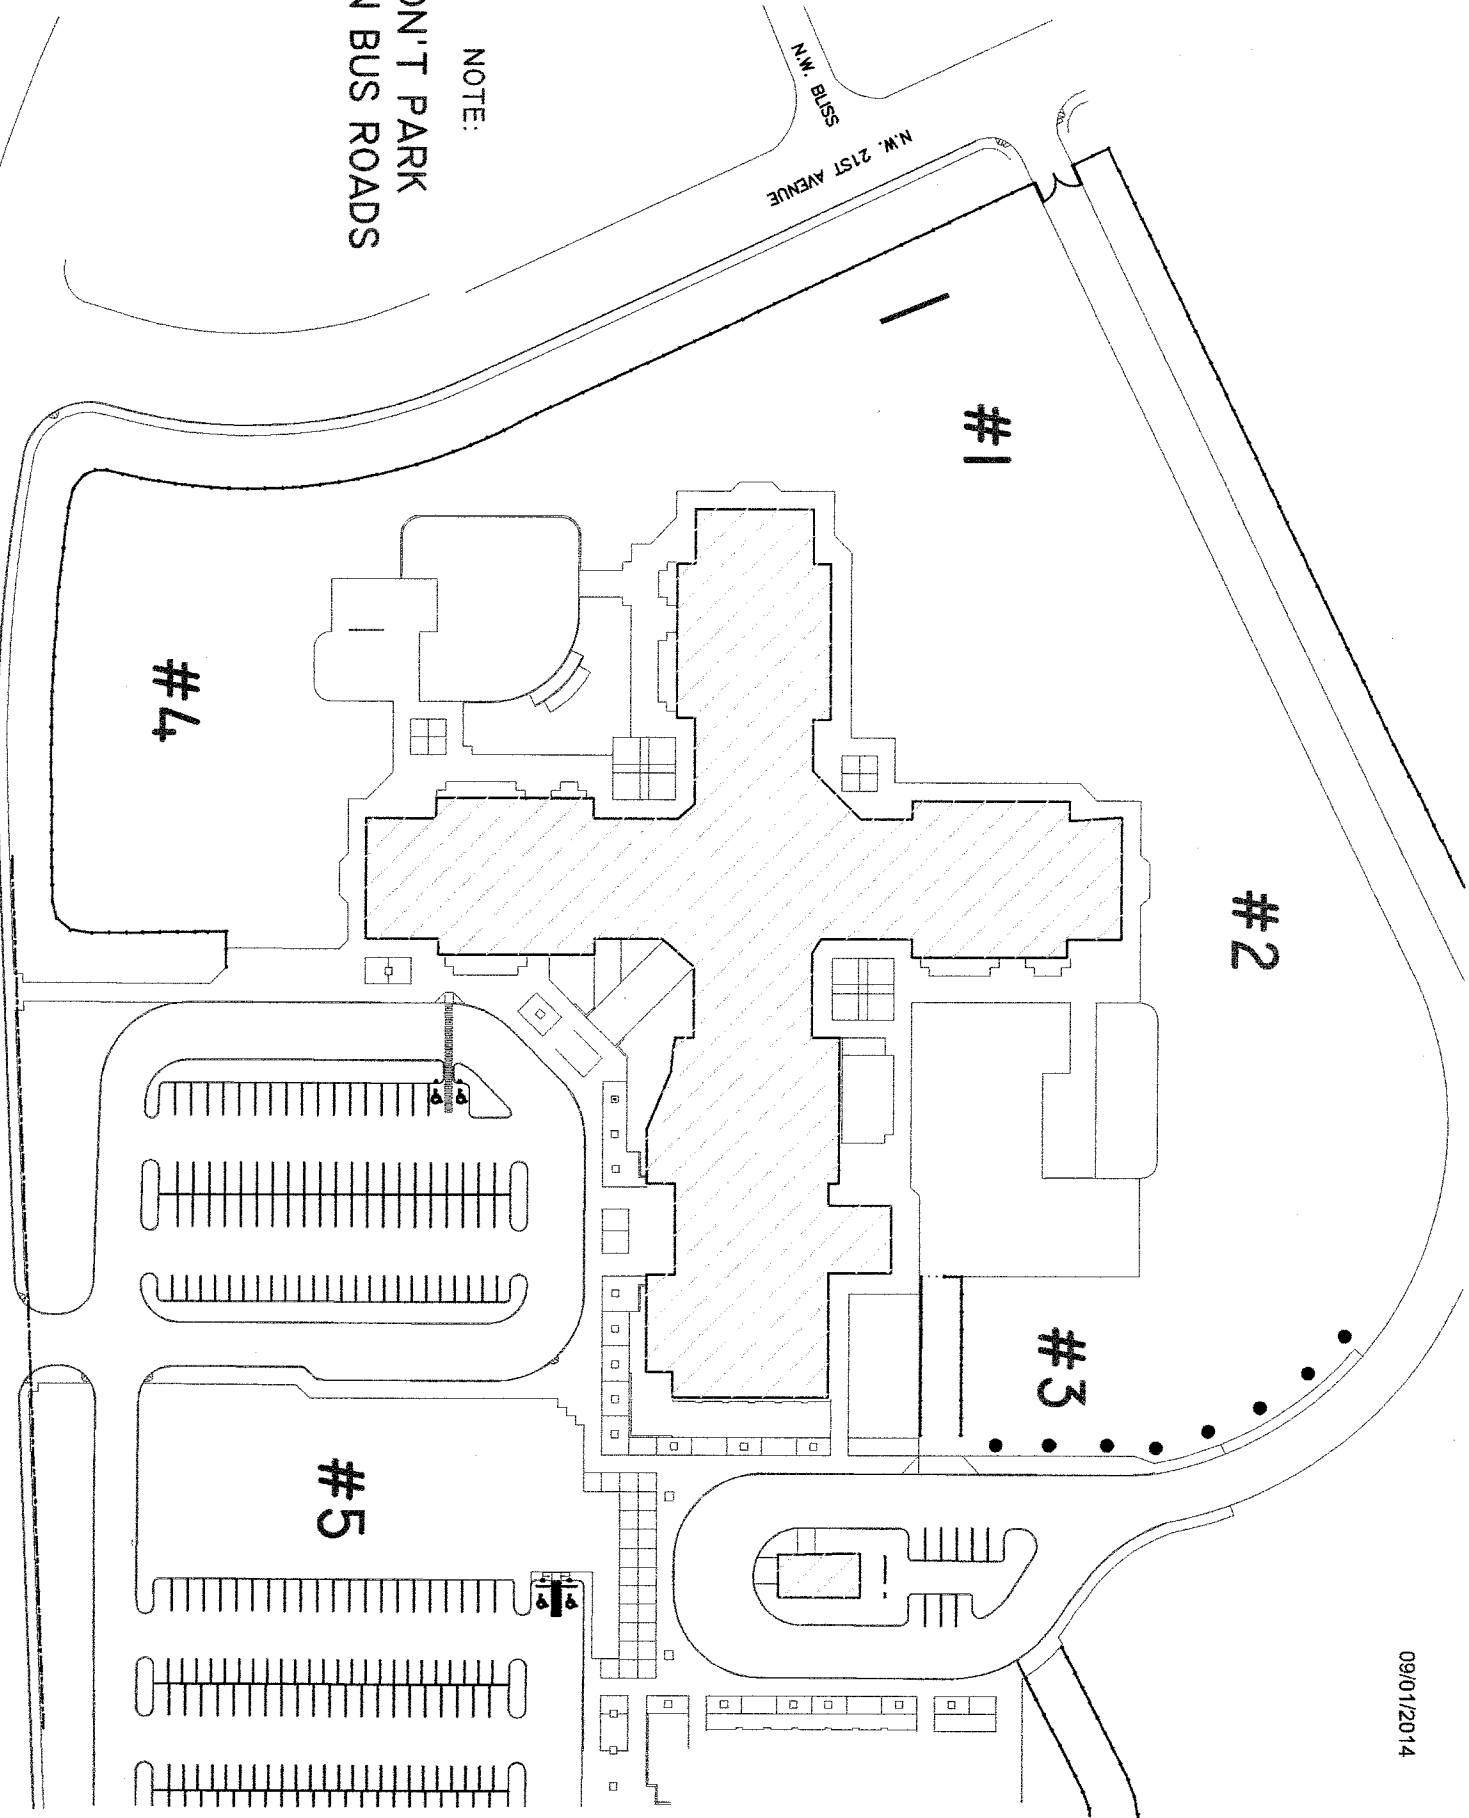 NOTE:
ON'T PARK
N BUS ROADS
N.W. BLISS
N.W. 21ST AVENUE
#1
#2
#3
#4
#5
09/01/2014